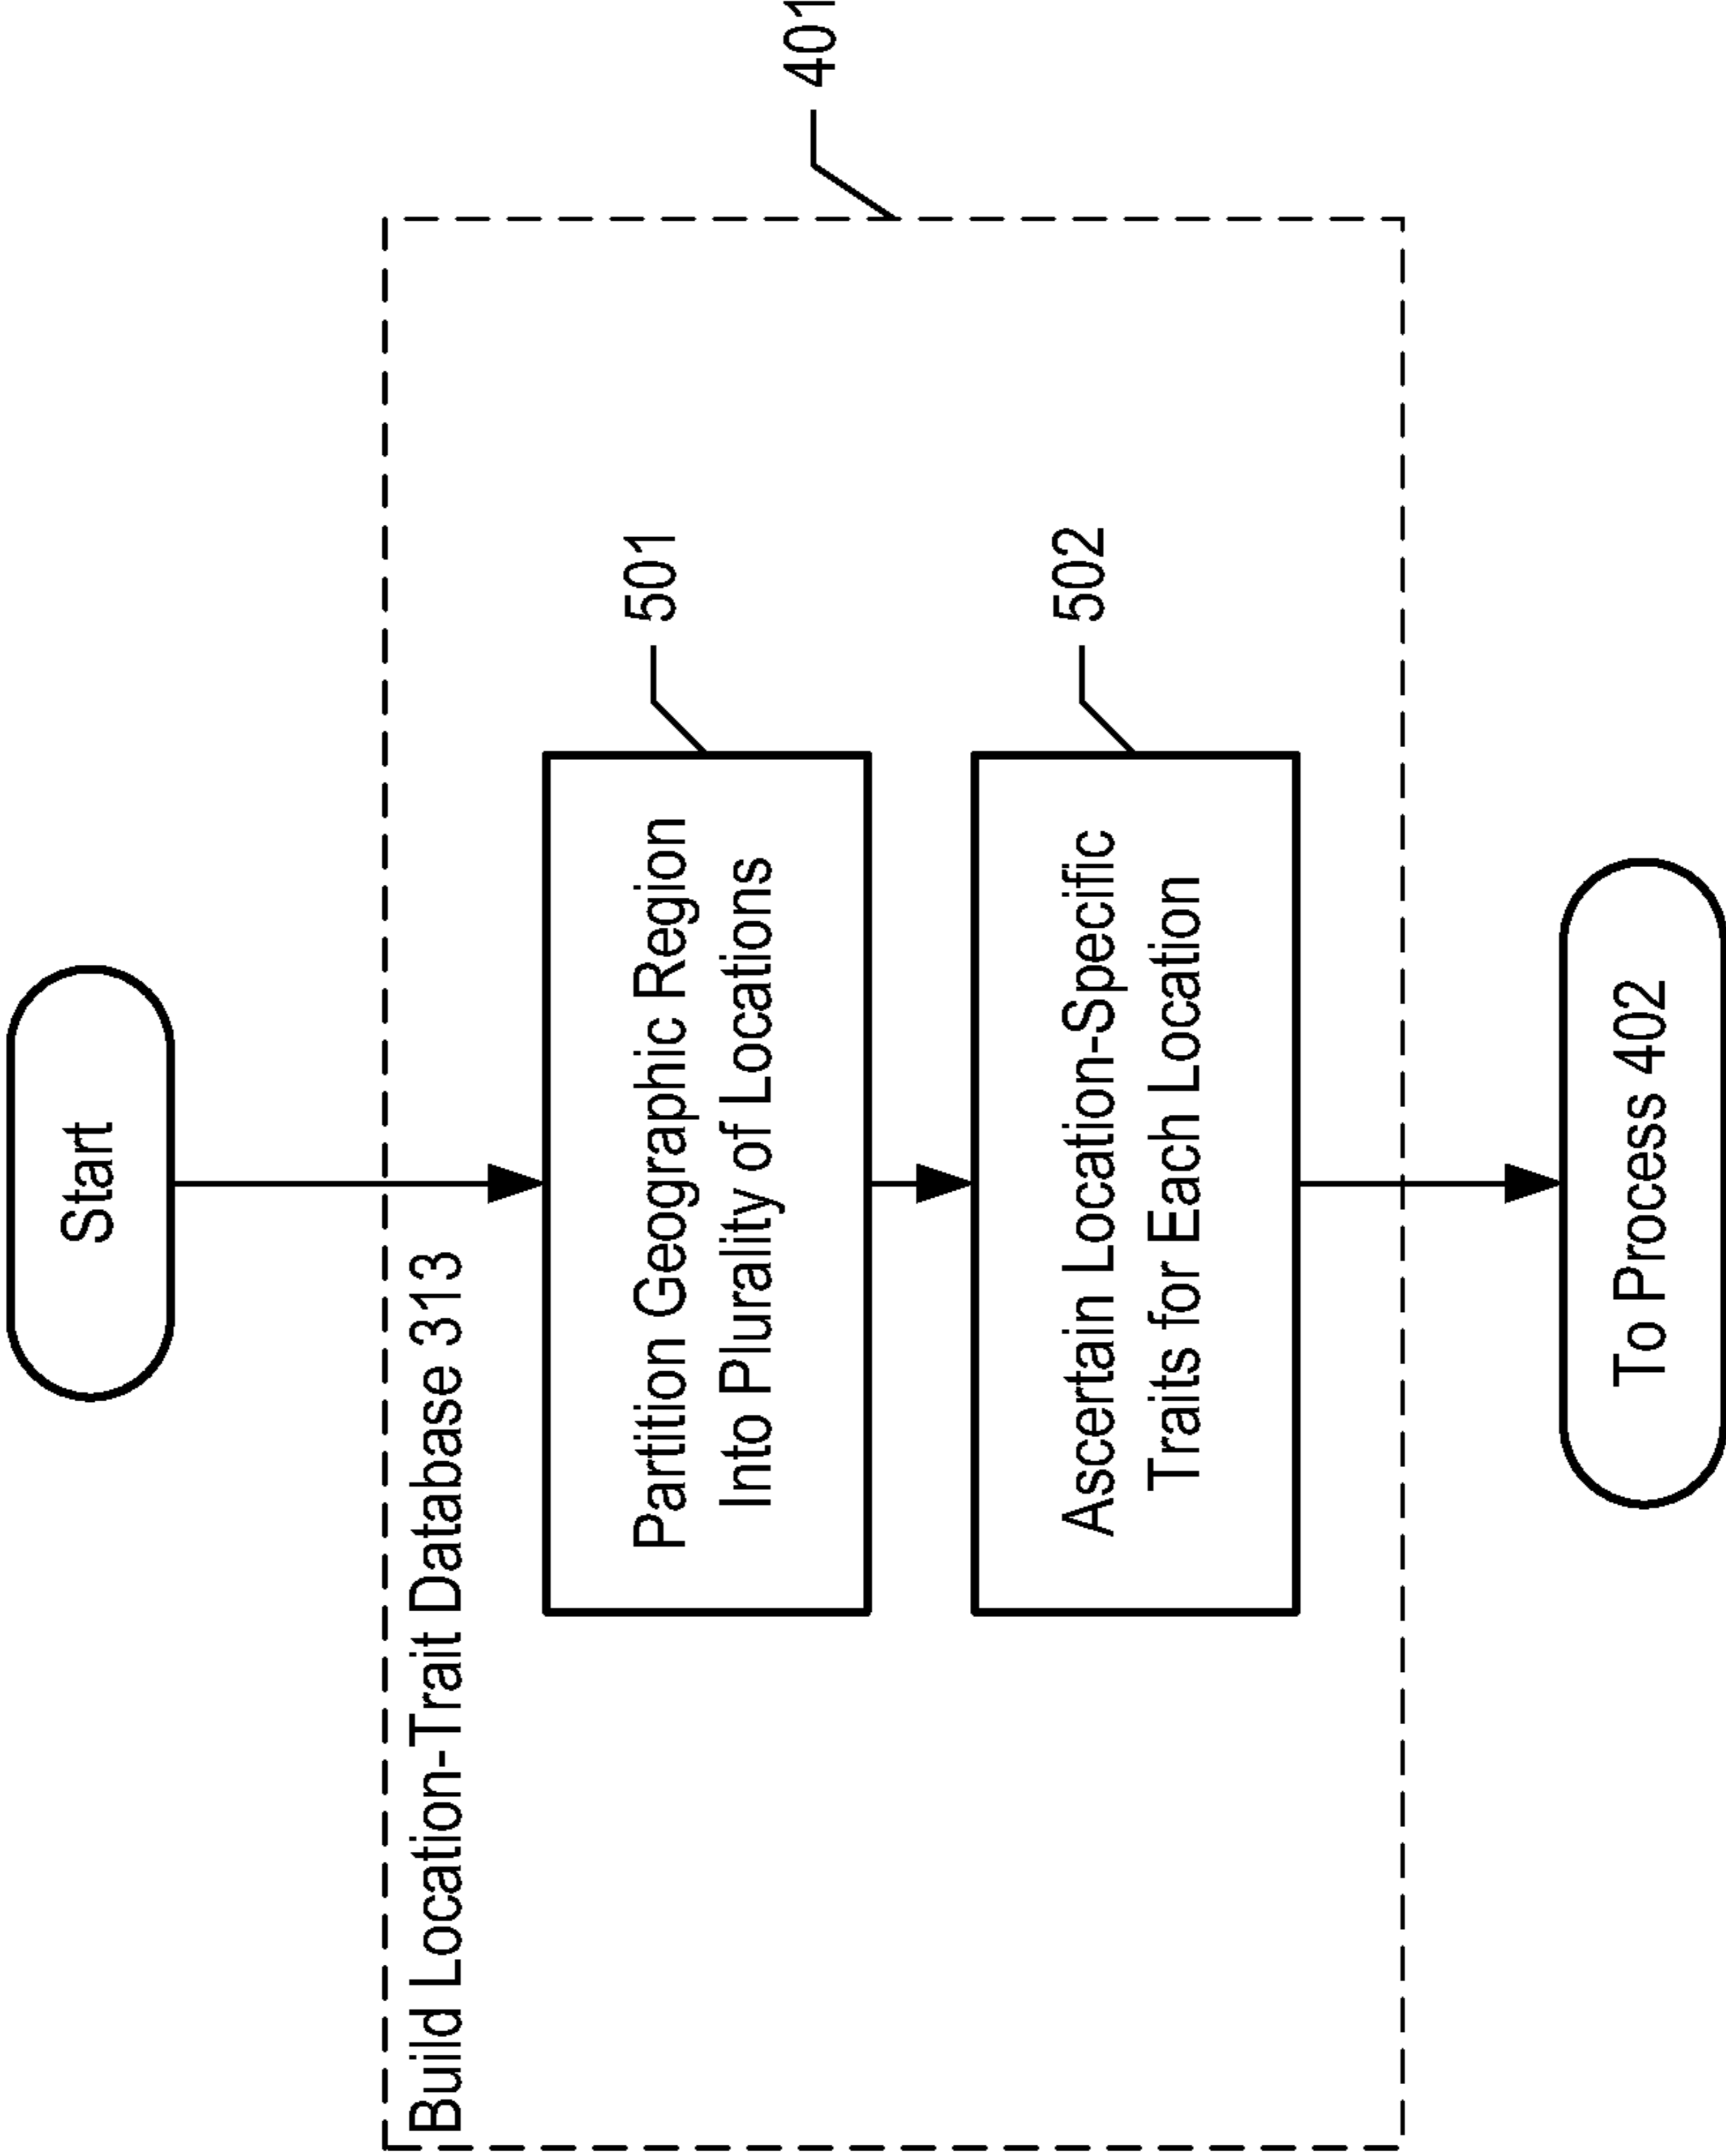 Start
401
Build Location-Trait Database 313
501
Partition Geographic Region
Into Plurality of Locations
502
Ascertain Location-Specific
Traits for Each Location
To Process 402